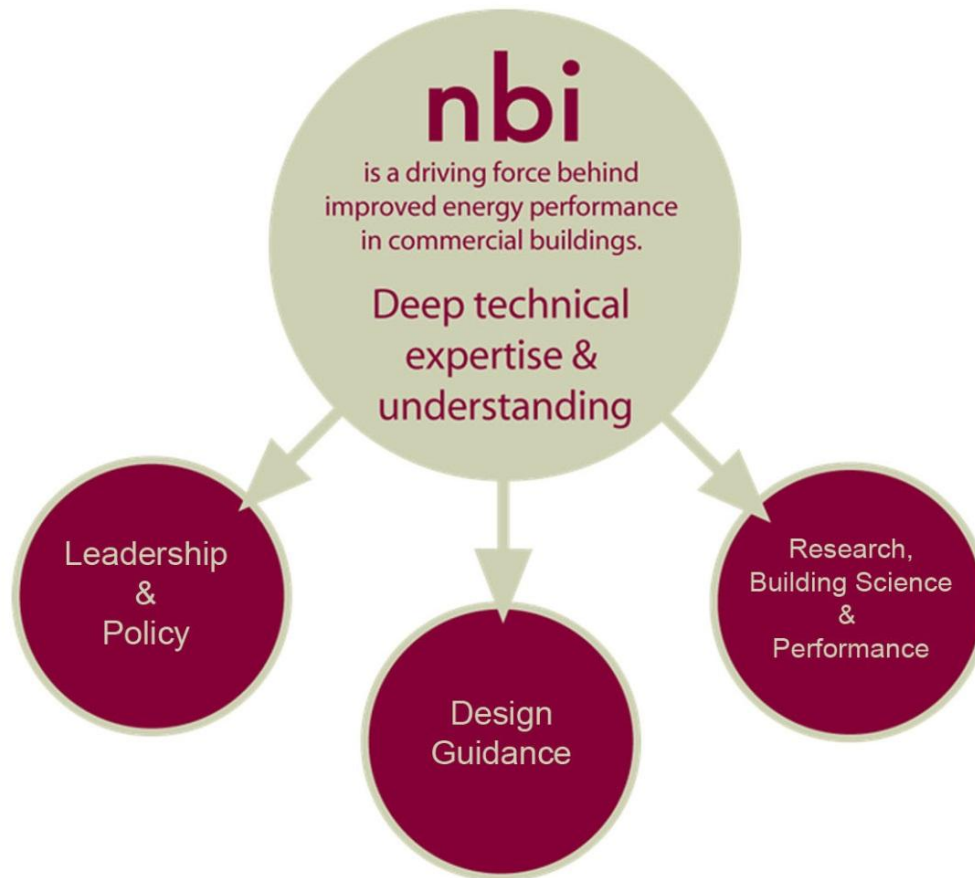 nbi
is a driving force behind
improved energy performance
in commercial buildings.
Deep technical
expertise &
understanding
Leadership
&
Policy
Design
Guidance
Research,
Building Science
&
Performance